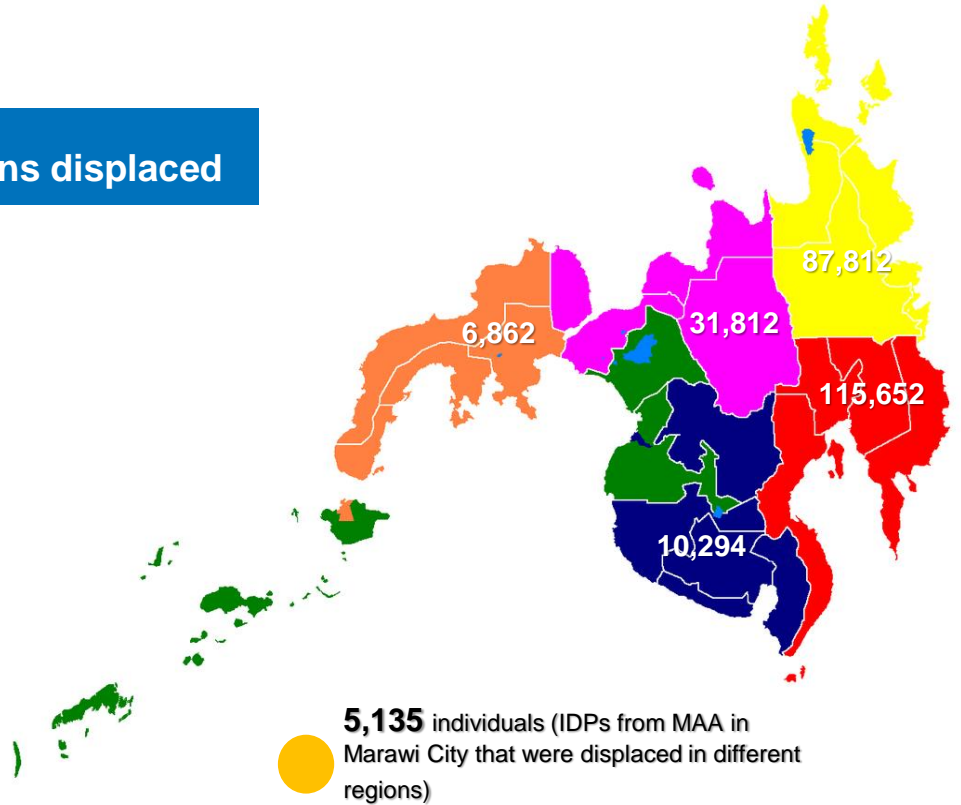 ns displaced
87,812
31,812
6,862
115,652
10,294
5,135 individuals (IDPs from MAA in
Marawi City that were displaced in different
regions)